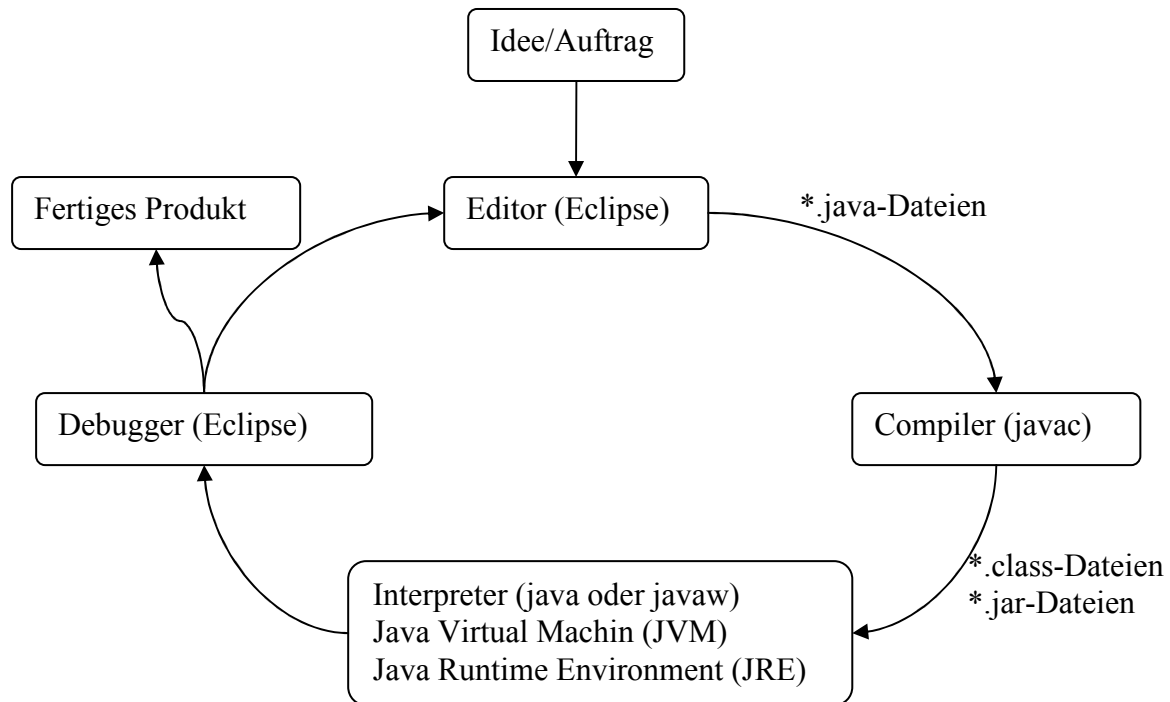 Idee/Auftrag
Fertiges Produkt
Editor (Eclipse)
*.java-Dateien
Debugger (Eclipse)
Compiler (javac)
*.class-Dateien
*.jar-Dateien
Interpreter (java oder javaw)
Java Virtual Machin (JVM)
Java Runtime Environment (JRE)